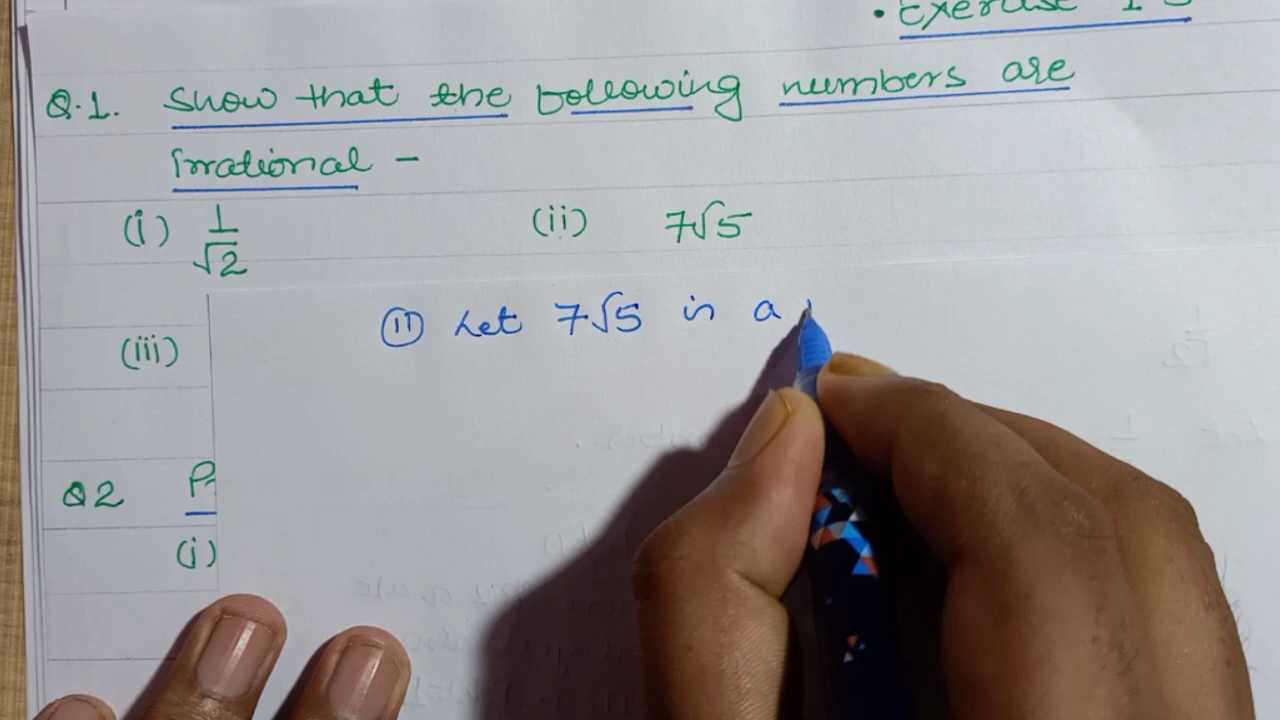 • Exercise 1
Q.1. Show that the following numbers are
Irrational –
(i) 1/√2 (ii) 7√5
(ii) Let 7√5 is a
(iii)
Q2 P
(i)